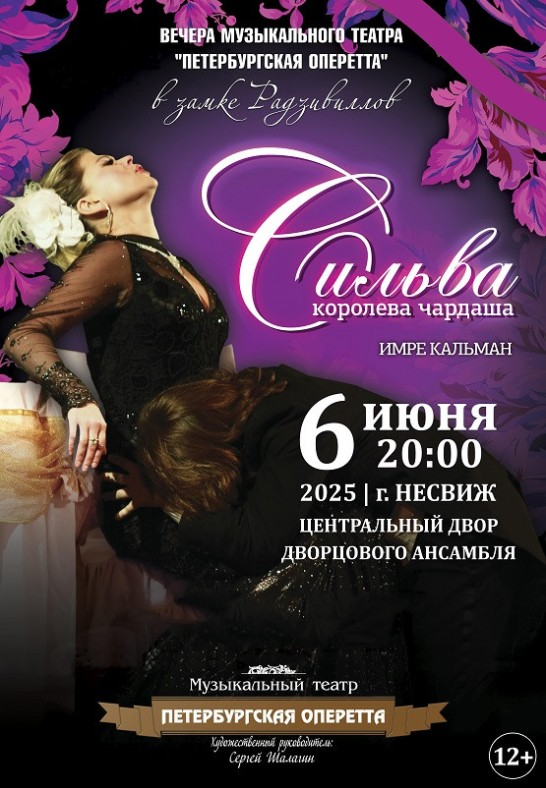 ВЕЧЕРА МУЗЫКАЛЬНОГО ТЕАТРА
"ПЕТЕРБУРГСКАЯ ОПЕРЕТТА"
в замке Радзивиллов
Сильва
королева чардаша
ИМРЕ КАЛЬМАН
6 ИЮНЯ
20:00
2025 | г. НЕСВИЖ
ЦЕНТРАЛЬНЫЙ ДВОР
ДВОРЦОВОГО АНСАМБЛЯ
Музыкальный театр
ПЕТЕРБУРГСКАЯ ОПЕРЕТТА
Художественный руководитель:
Сергей Шалагин
12+